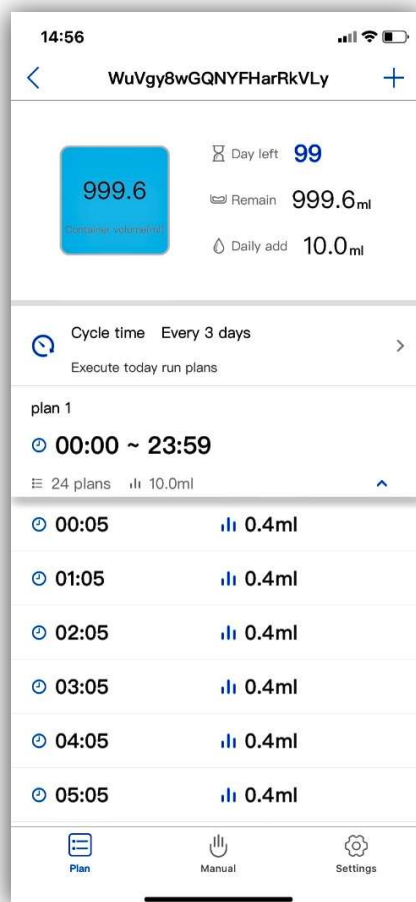 14:56
WuVgy8wGQNYFHarRkVLy
Day left 99
999.6
Container volume(ml)
Remain 999.6ml
Daily add 10.0ml
Cycle time Every 3 days
Execute today run plans
plan 1
00:00 ~ 23:59
24 plans 10.0ml
00:05 0.4ml
01:05 0.4ml
02:05 0.4ml
03:05 0.4ml
04:05 0.4ml
05:05 0.4ml
Plan Manual Settings